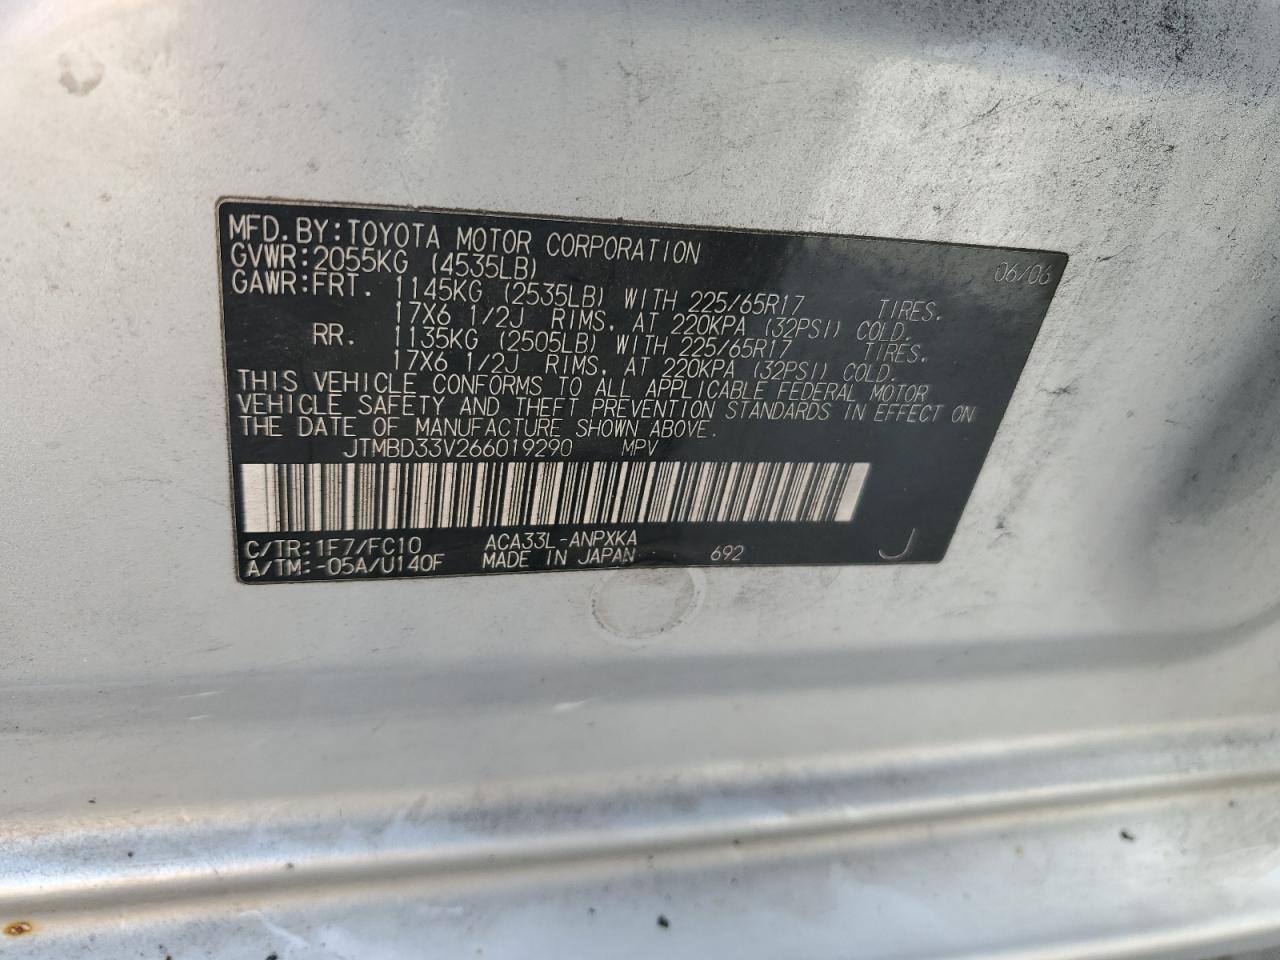 MFD.BY:TOYOTA MOTOR CORPORATION 06/06
GVWR:2055KG (4535LB)
GAWR:FRT. 1145KG (2535LB) WITH 225/65R17 TIRES.
17X6 1/2J RIMS, AT 220KPA (32PSI) COLD.
RR. 1135KG (2505LB) WITH 225/65R17 TIRES.
17X6 1/2J RIMS, AT 220KPA (32PSI) COLD.
THIS VEHICLE CONFORMS TO ALL APPLICABLE FEDERAL MOTOR
VEHICLE SAFETY AND THEFT PREVENTION STANDARDS IN EFFECT ON
THE DATE OF MANUFACTURE SHOWN ABOVE.
JTMBD33V266019290 MPV
C/TR:1F7/FC10 ACA33L-ANPXKA
A/TM:-05A/U140F MADE IN JAPAN 692 J